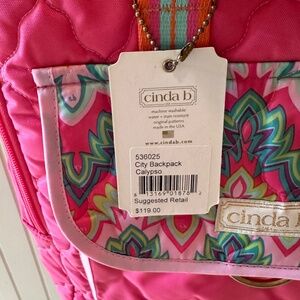 cinda b
machine washable
water + stain resistant
original patterns
made in the USA
www.cindab.com
536025
City Backpack
Calypso
Suggested Retail
$119.00
cinda b